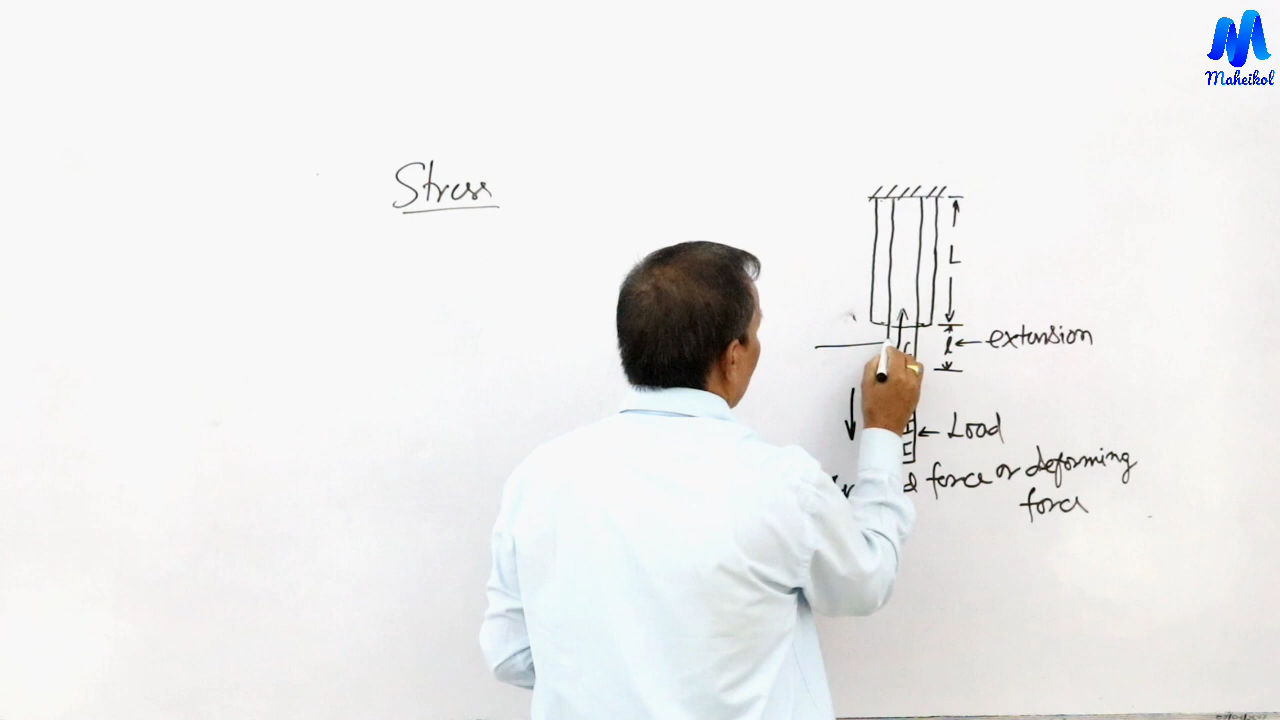 Maheikol
Stress
L
l ← extension
← Load
force or deforming
force